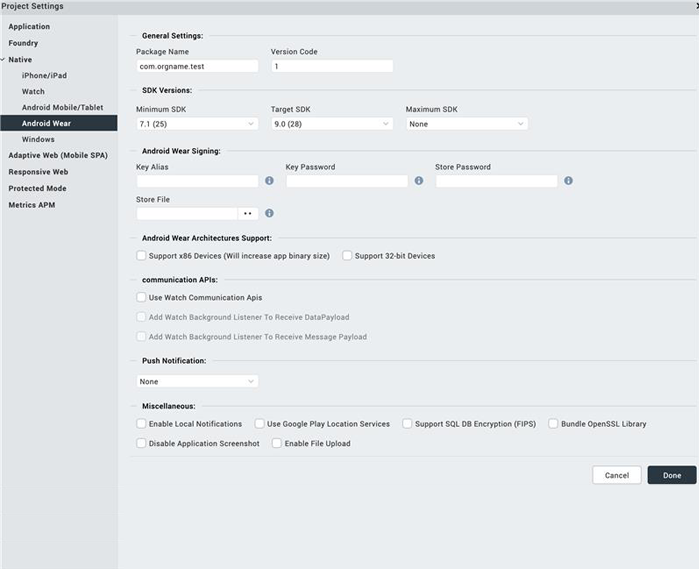 Project Settings
Application
Foundry
Native
iPhone/iPad
Watch
Android Mobile/Tablet
Android Wear
Windows
Adaptive Web (Mobile SPA)
Responsive Web
Protected Mode
Metrics APM
General Settings:
Package Name Version Code
com.orgname.test 1
SDK Versions:
Minimum SDK Target SDK Maximum SDK
7.1 (25) 9.0 (28) None
Android Wear Signing:
Key Alias Key Password Store Password
Store File
Android Wear Architectures Support:
Support x86 Devices (Will increase app binary size) Support 32-bit Devices
communication APIs:
Use Watch Communication Apis
Add Watch Background Listener To Receive DataPayload
Add Watch Background Listener To Receive Message Payload
Push Notification:
None
Miscellaneous:
Enable Local Notifications Use Google Play Location Services Support SQL DB Encryption (FIPS) Bundle OpenSSL Library
Disable Application Screenshot Enable File Upload
Cancel Done